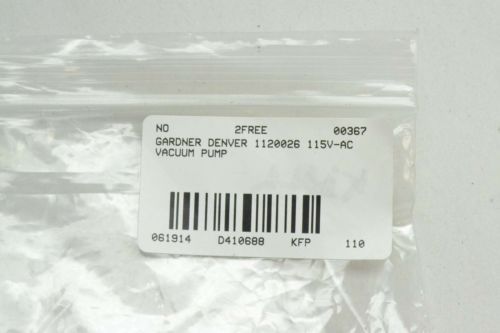 NO 2FREE 00367
GARDNER DENVER 1120026 115V-AC
VACUUM PUMP
061914 D410688 KFP 110